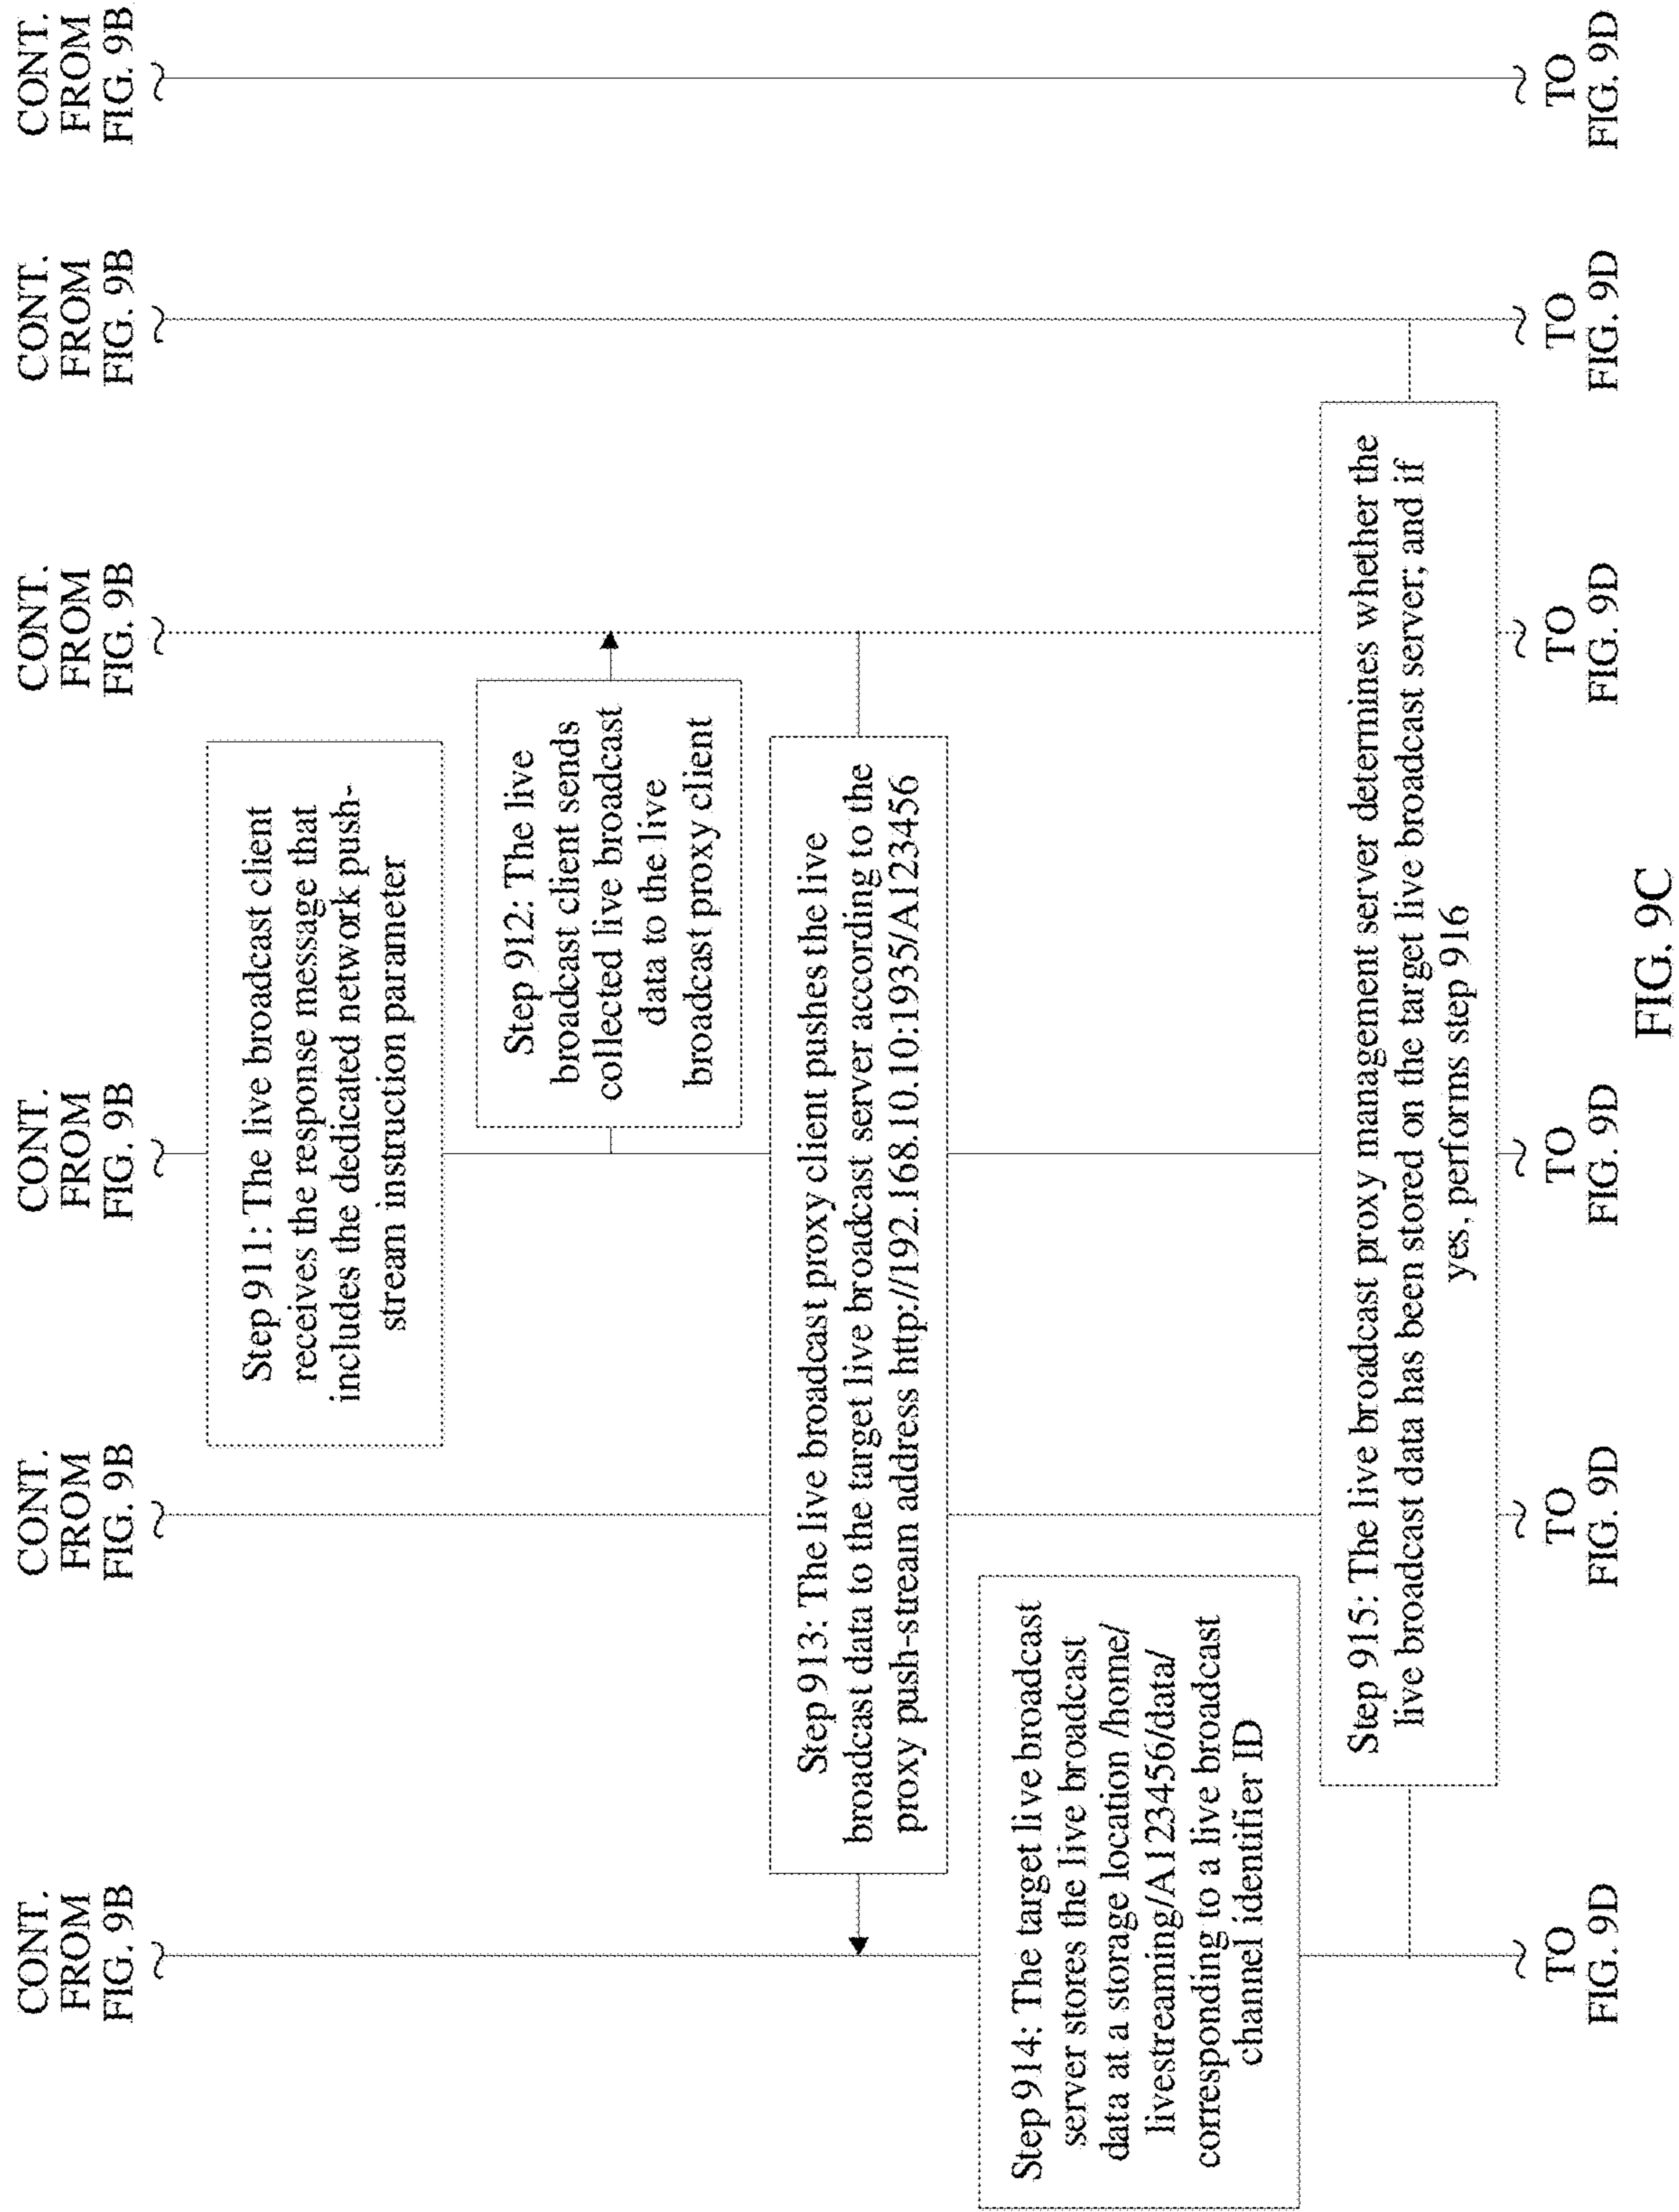 CONT.
FROM
FIG. 9B
CONT.
FROM
FIG. 9B
CONT.
FROM
FIG. 9B
CONT.
FROM
FIG. 9B
CONT.
FROM
FIG. 9B
CONT.
FROM
FIG. 9B
Step 911: The live broadcast client
receives the response message that
includes the dedicated network push-
stream instruction parameter
Step 912: The live
broadcast client sends
collected live broadcast
data to the live
broadcast proxy client
Step 913: The live broadcast proxy client pushes the live
broadcast data to the target live broadcast server according to the
proxy push-stream address http://192.168.10.10:1935/A123456
Step 914: The target live broadcast
server stores the live broadcast
data at a storage location /home/
livestreaming/A123456/data/
corresponding to a live broadcast
channel identifier ID
Step 915: The live broadcast proxy management server determines whether the
live broadcast data has been stored on the target live broadcast server; and if
yes, performs step 916
TO
FIG. 9D
TO
FIG. 9D
TO
FIG. 9D
TO
FIG. 9D
TO
FIG. 9D
TO
FIG. 9D
FIG. 9C